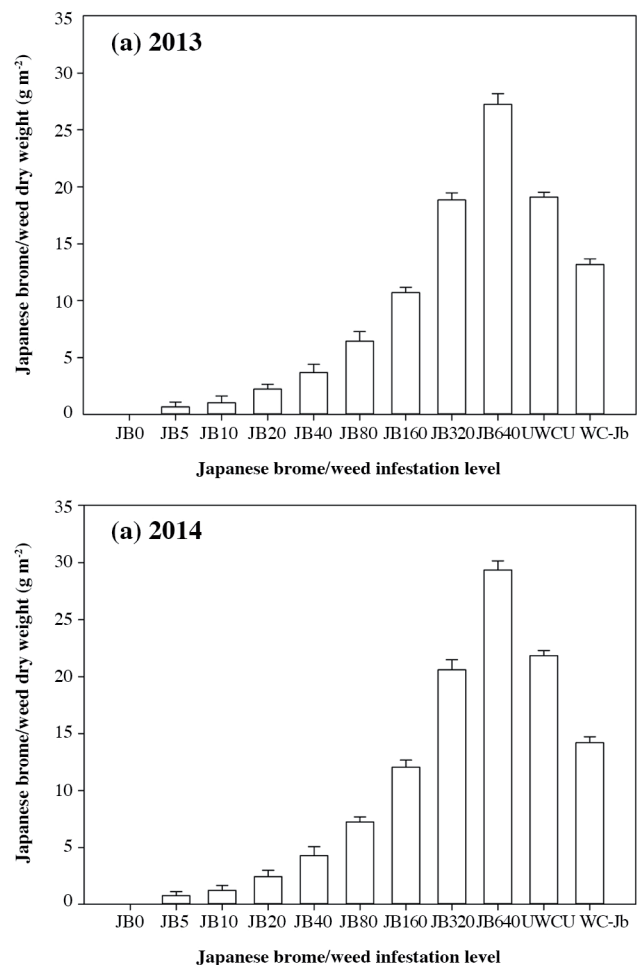 (a) 2013
Japanese brome/weed dry weight (g m⁻²)
35
30
25
20
15
10
5
0
JB0 JB5 JB10 JB20 JB40 JB80 JB160 JB320 JB640 UWCU WC-Jb
Japanese brome/weed infestation level
(a) 2014
Japanese brome/weed dry weight (g m⁻²)
35
30
25
20
15
10
5
0
JB0 JB5 JB10 JB20 JB40 JB80 JB160 JB320 JB640 UWCU WC-Jb
Japanese brome/weed infestation level